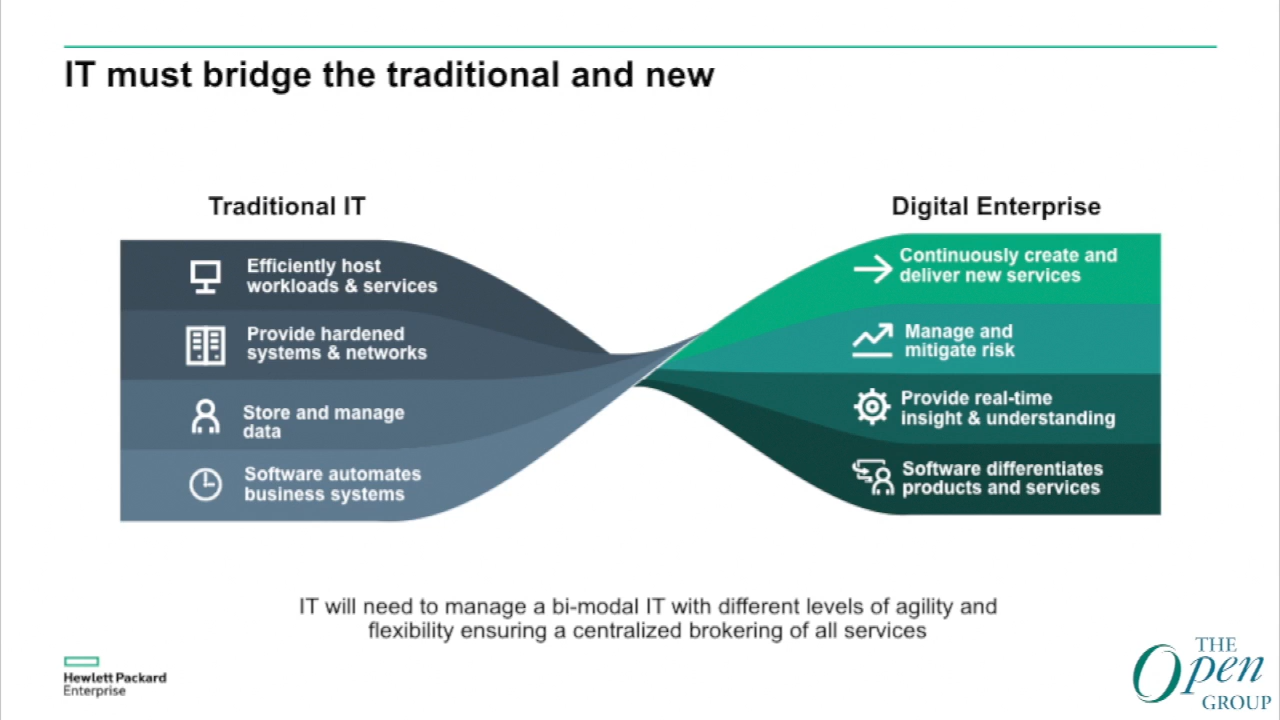 IT must bridge the traditional and new
Traditional IT
Efficiently host
workloads & services
Provide hardened
systems & networks
Store and manage
data
Software automates
business systems
Digital Enterprise
Continuously create and
deliver new services
Manage and
mitigate risk
Provide real-time
insight & understanding
Software differentiates
products and services
IT will need to manage a bi-modal IT with different levels of agility and
flexibility ensuring a centralized brokering of all services
Hewlett Packard
Enterprise
THE
Open
GROUP